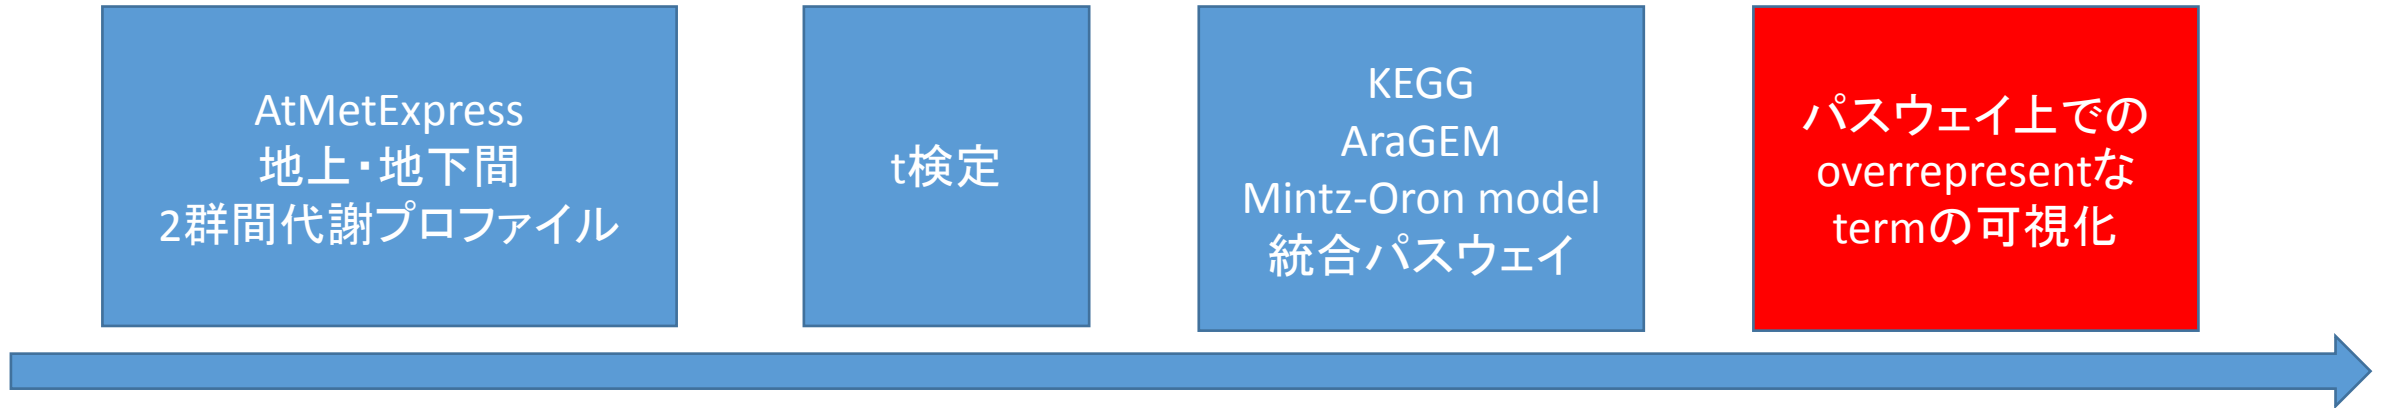 AtMetExpress
地上・地下間
2群間代謝プロファイル
t検定
KEGG
AraGEM
Mintz-Oron model
統合パスウェイ
パスウェイ上での
overrepresentな
termの可視化